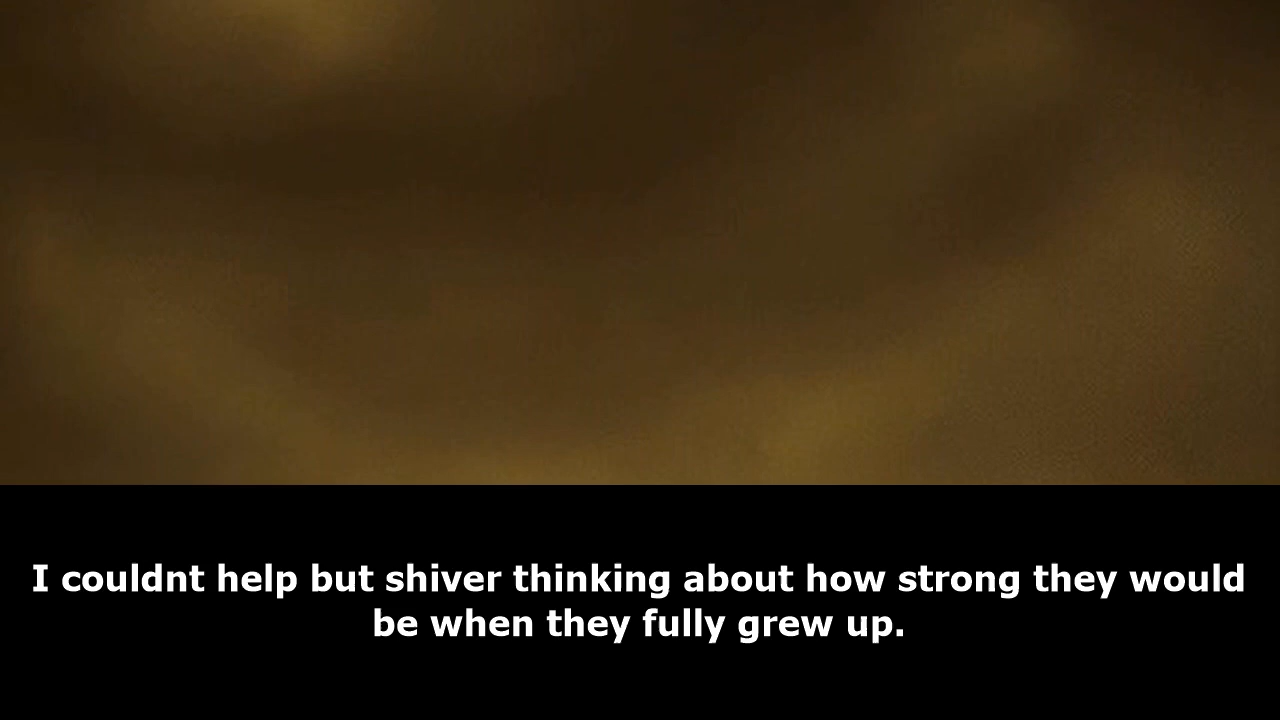 I couldnt help but shiver thinking about how strong they would
be when they fully grew up.